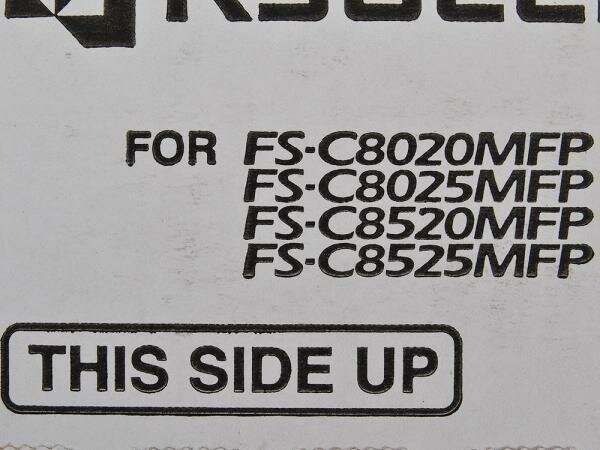 FOR FS-C8020MFP
FS-C8025MFP
FS-C8520MFP
FS-C8525MFP
THIS SIDE UP